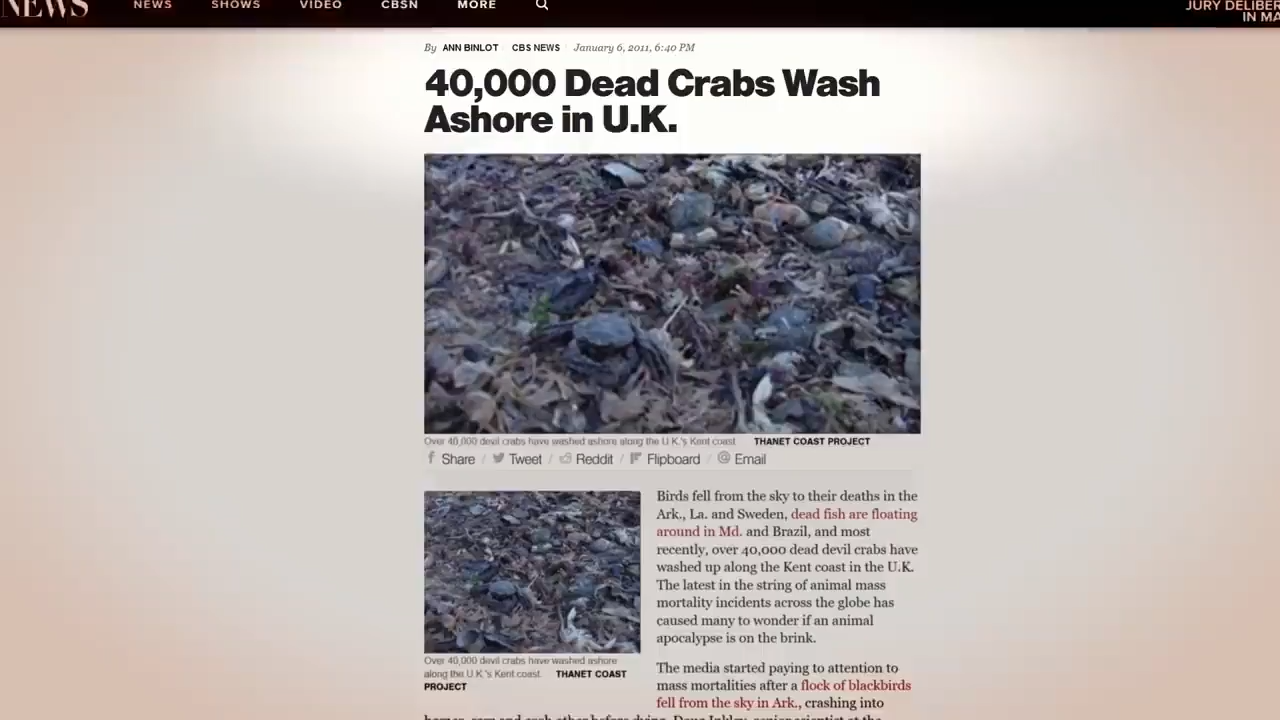 NEWS
NEWS SHOWS VIDEO CBSN MORE
JURY DELIBER
IN MA
By ANN BINLOT CBS NEWS January 6, 2011, 6:40 PM
40,000 Dead Crabs Wash
Ashore in U.K.
Over 40,000 devil crabs have washed ashore along the U.K.'s Kent coast THANET COAST PROJECT
Share / Tweet / Reddit / Flipboard / Email
Birds fell from the sky to their deaths in the
Ark., La. and Sweden, dead fish are floating
around in Md. and Brazil, and most
recently, over 40,000 dead devil crabs have
washed up along the Kent coast in the U.K.
The latest in the string of animal mass
mortality incidents across the globe has
caused many to wonder if an animal
apocalypse is on the brink.
Over 40,000 devil crabs have washed ashore
along the U.K.'s Kent coast THANET COAST
PROJECT
The media started paying to attention to
mass mortalities after a flock of blackbirds
fell from the sky in Ark., crashing into